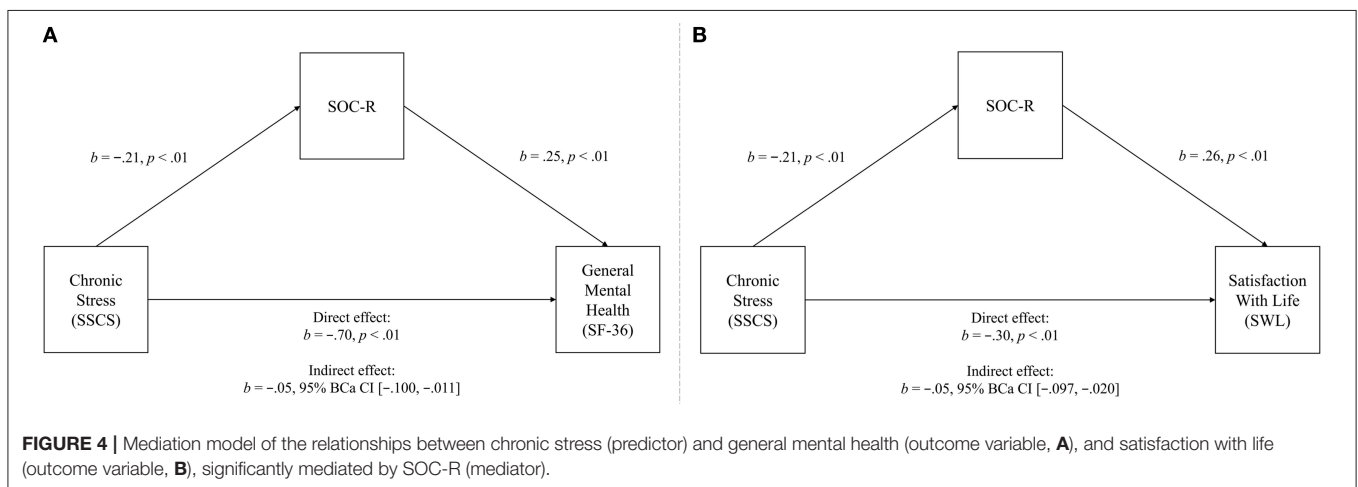 A
SOC-R
b = −.21, p < .01
b = .25, p < .01
Chronic
Stress
(SSCS)
General
Mental
Health
(SF-36)
Direct effect:
b = −.70, p < .01
Indirect effect:
b = −.05, 95% BCa CI [−.100, −.011]
B
SOC-R
b = −.21, p < .01
b = .26, p < .01
Chronic
Stress
(SSCS)
Satisfaction
With Life
(SWL)
Direct effect:
b = −.30, p < .01
Indirect effect:
b = −.05, 95% BCa CI [−.097, −.020]
FIGURE 4 | Mediation model of the relationships between chronic stress (predictor) and general mental health (outcome variable, A), and satisfaction with life
(outcome variable, B), significantly mediated by SOC-R (mediator).